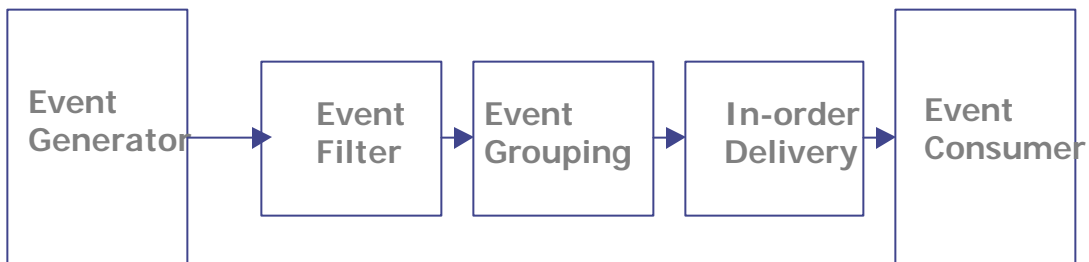 Event
Generator
Event
Filter
Event
Grouping
In-order
Delivery
Event
Consumer